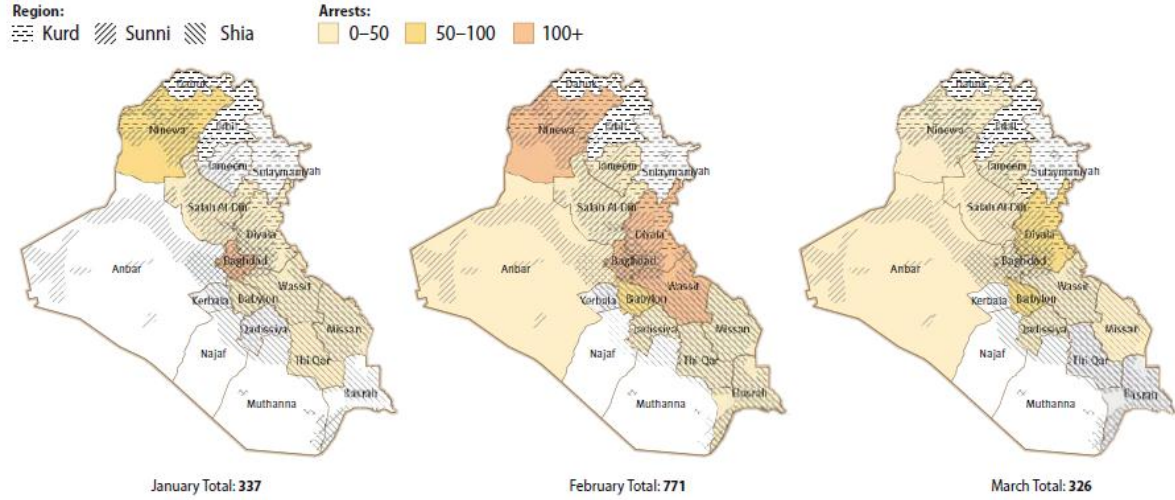 Region:
Kurd Sunni Shia
Arrests:
0–50 50–100 100+
Dahuk
Ninewa
Erbil
Tameem
Sulaymaniyah
Salah Al-Din
Diyala
Anbar
Baghdad
Wassit
Kerbala
Babylon
Qadissiya
Missan
Najaf
Thi Qar
Basrah
Muthanna
January Total: 337
Dahuk
Ninewa
Erbil
Tameem
Sulaymaniyah
Salah Al-Din
Diyala
Anbar
Baghdad
Wassit
Kerbala
Babylon
Qadissiya
Missan
Najaf
Thi Qar
Basrah
Muthanna
February Total: 771
Dahuk
Ninewa
Erbil
Tameem
Sulaymaniyah
Salah Al-Din
Diyala
Anbar
Baghdad
Wassit
Kerbala
Babylon
Qadissiya
Missan
Najaf
Thi Qar
Basrah
Muthanna
March Total: 326